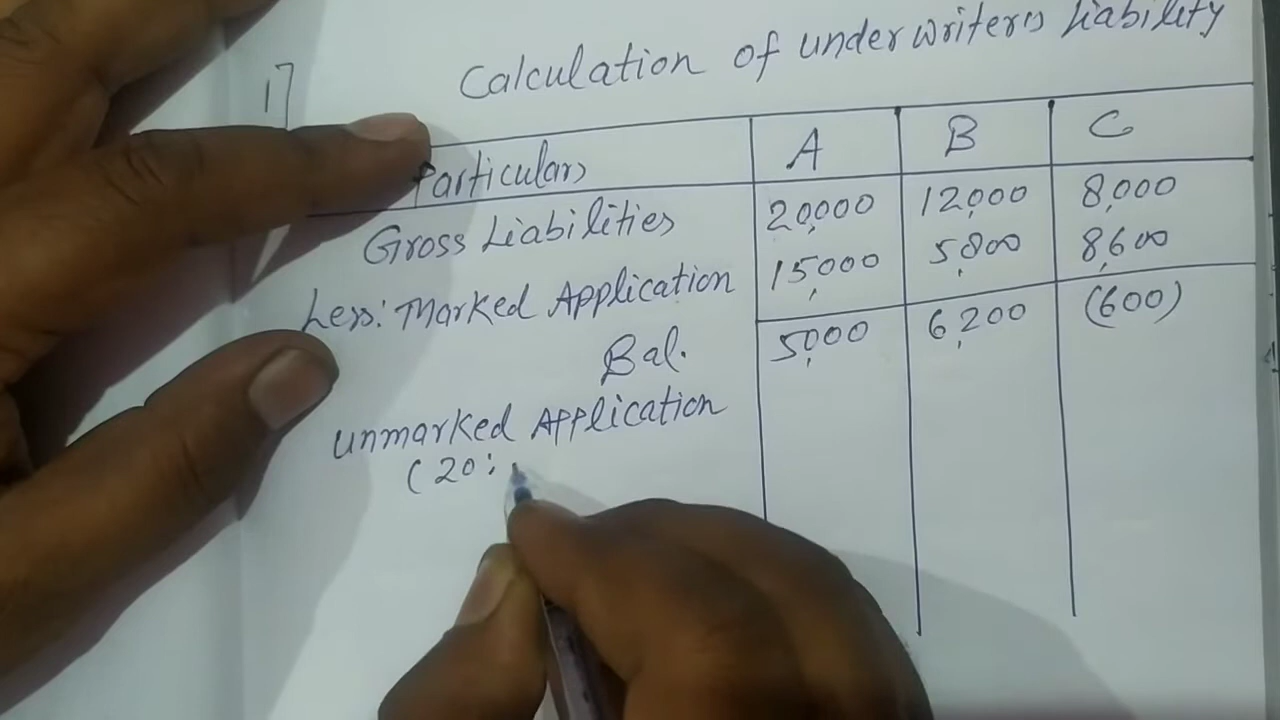 17
Calculation of underwriter's Liability
Particulars A B C
Gross Liabilities 20,000 12,000 8,000
Less: Marked Application 15,000 5,800 8,600
Bal. 5,000 6,200 (600)
unmarked Application
(20: